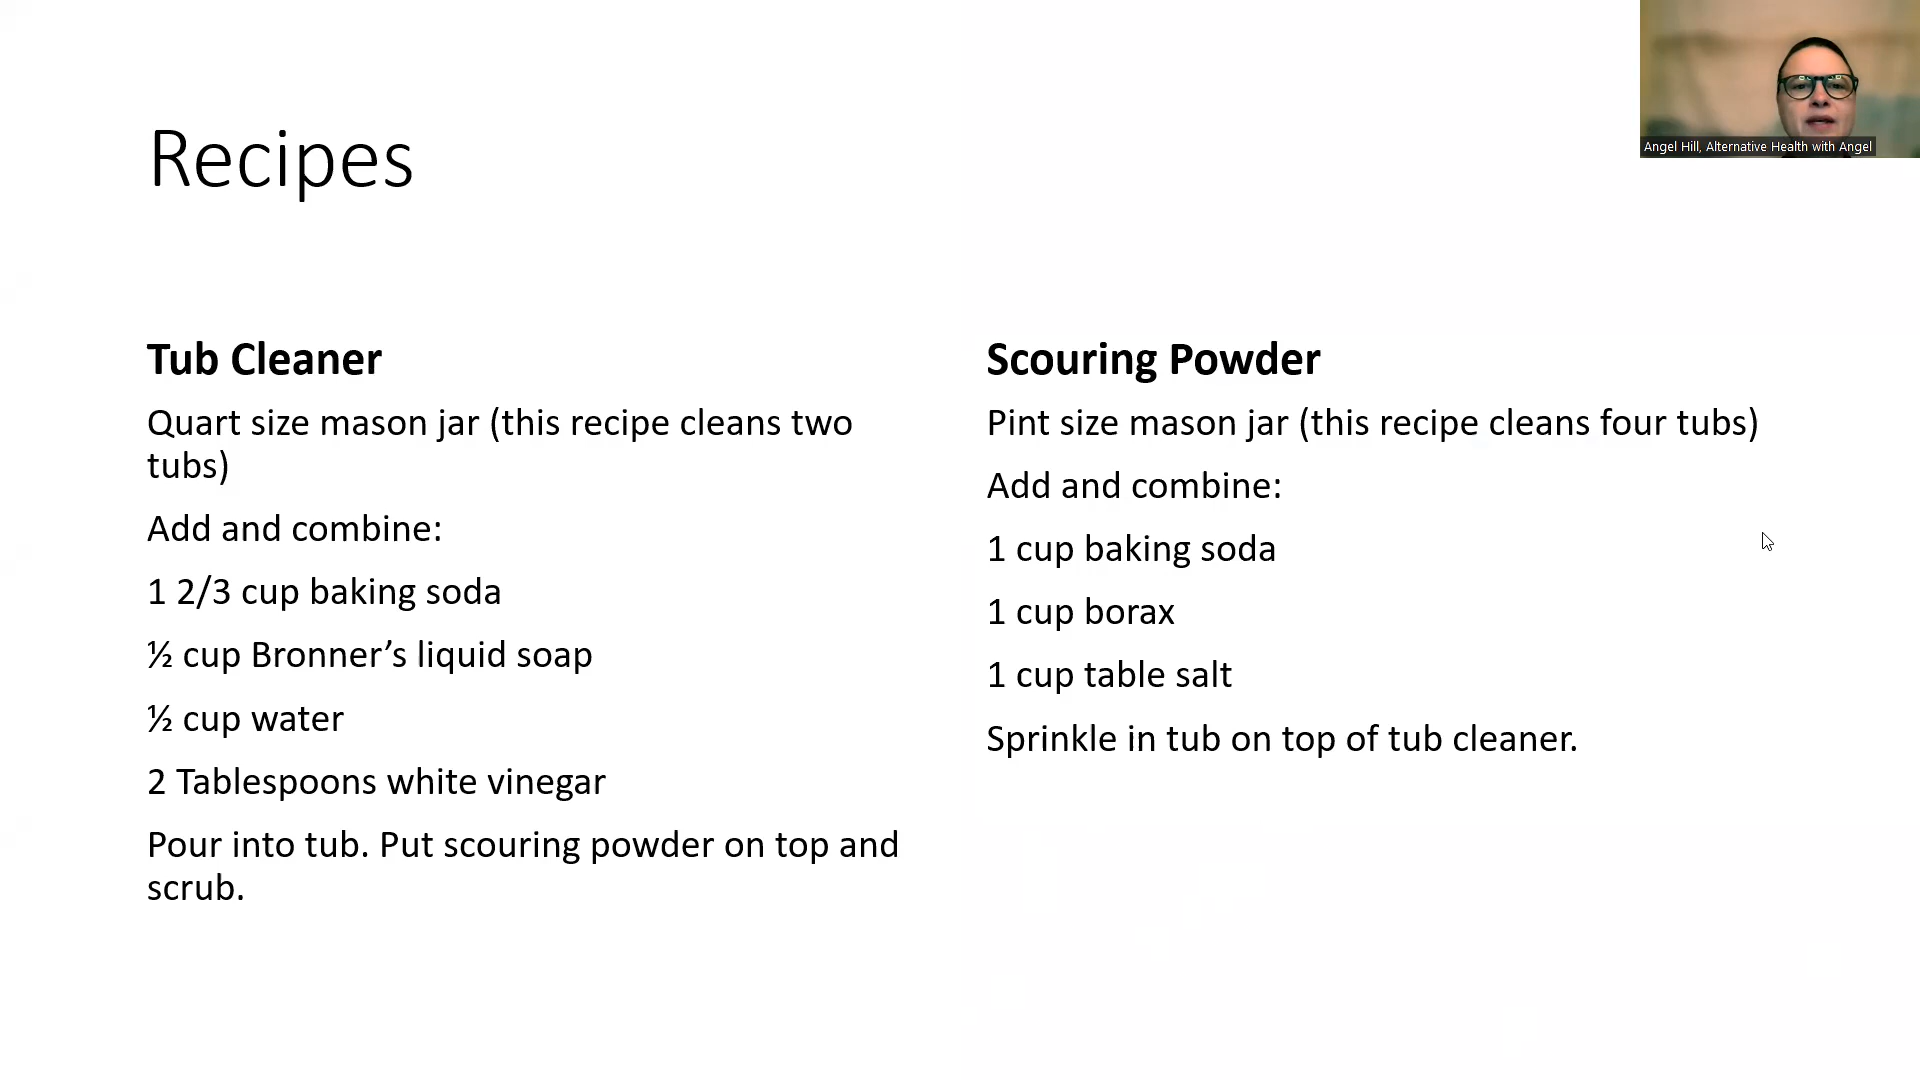 Angel Hill, Alternative Health with Angel
Recipes
Tub Cleaner
Quart size mason jar (this recipe cleans two
tubs)
Add and combine:
1 2/3 cup baking soda
½ cup Bronner’s liquid soap
½ cup water
2 Tablespoons white vinegar
Pour into tub. Put scouring powder on top and
scrub.
Scouring Powder
Pint size mason jar (this recipe cleans four tubs)
Add and combine:
1 cup baking soda
1 cup borax
1 cup table salt
Sprinkle in tub on top of tub cleaner.